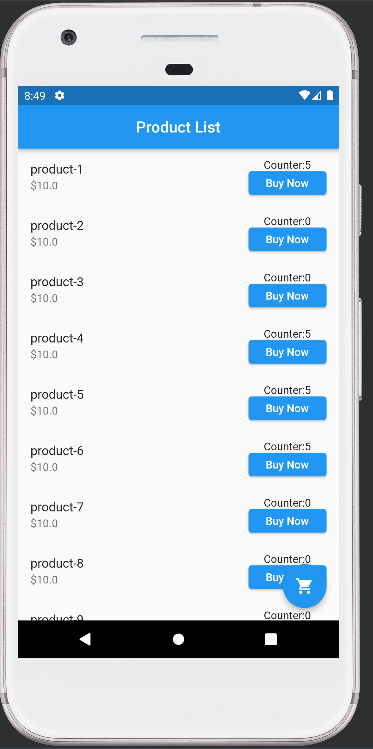 8:49
Product List
product-1
Counter:5
$10.0
Buy Now
product-2
Counter:0
$10.0
Buy Now
product-3
Counter:0
$10.0
Buy Now
product-4
Counter:5
$10.0
Buy Now
product-5
Counter:5
$10.0
Buy Now
product-6
Counter:5
$10.0
Buy Now
product-7
Counter:0
$10.0
Buy Now
product-8
Counter:0
$10.0
Buy
product-9
Counter:0